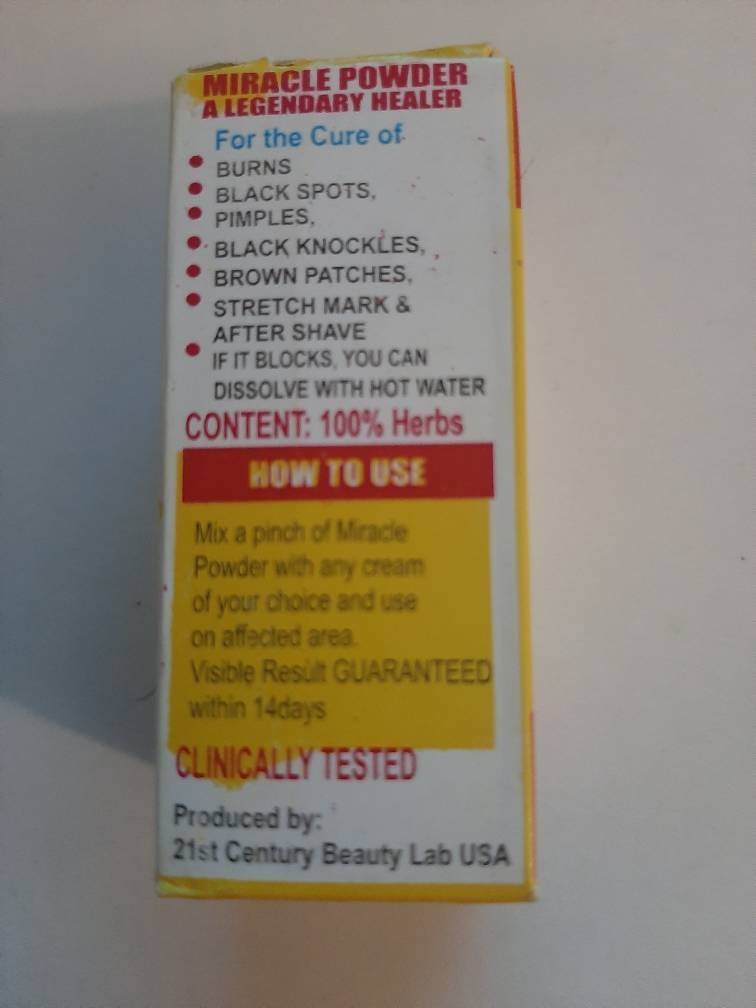 MIRACLE POWDER
A LEGENDARY HEALER
For the Cure of
• BURNS
• BLACK SPOTS,
• PIMPLES,
• BLACK KNOCKLES,
• BROWN PATCHES,
• STRETCH MARK &
AFTER SHAVE
• IF IT BLOCKS, YOU CAN
DISSOLVE WITH HOT WATER
CONTENT: 100% Herbs
HOW TO USE
Mix a pinch of Miracle
Powder with any cream
of your choice and use
on affected area.
Visible Result GUARANTEED
within 14days
CLINICALLY TESTED
Produced by:
21st Century Beauty Lab USA